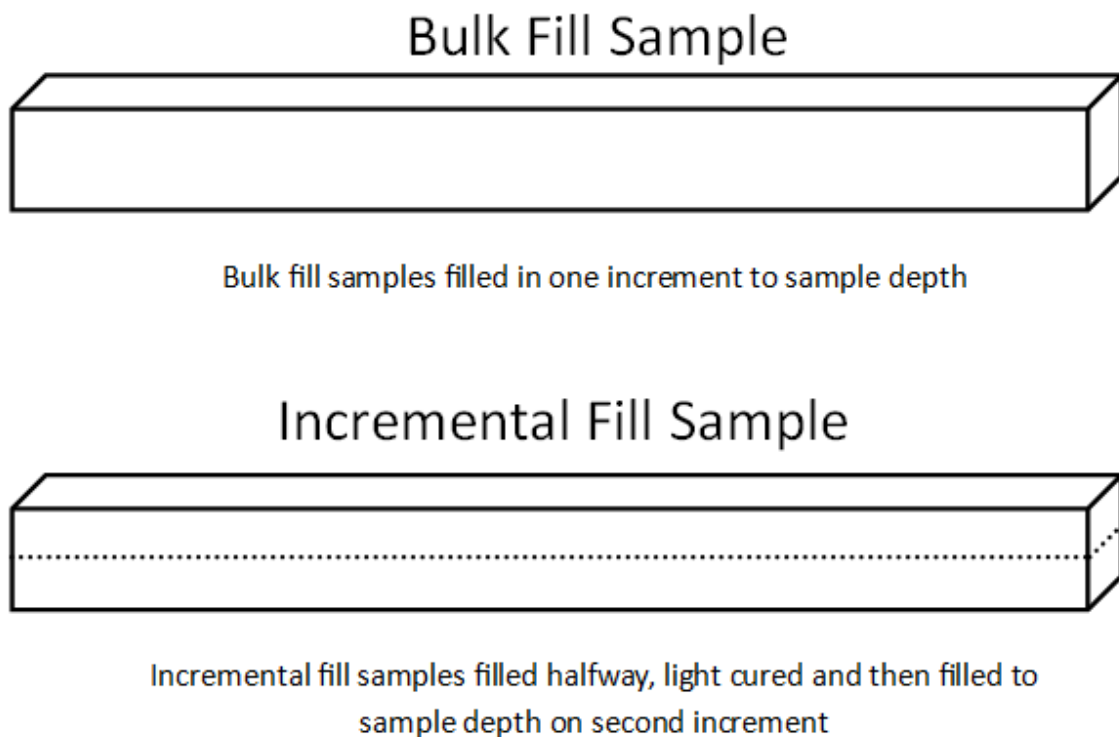 Bulk Fill Sample
Bulk fill samples filled in one increment to sample depth
Incremental Fill Sample
Incremental fill samples filled halfway, light cured and then filled to
sample depth on second increment